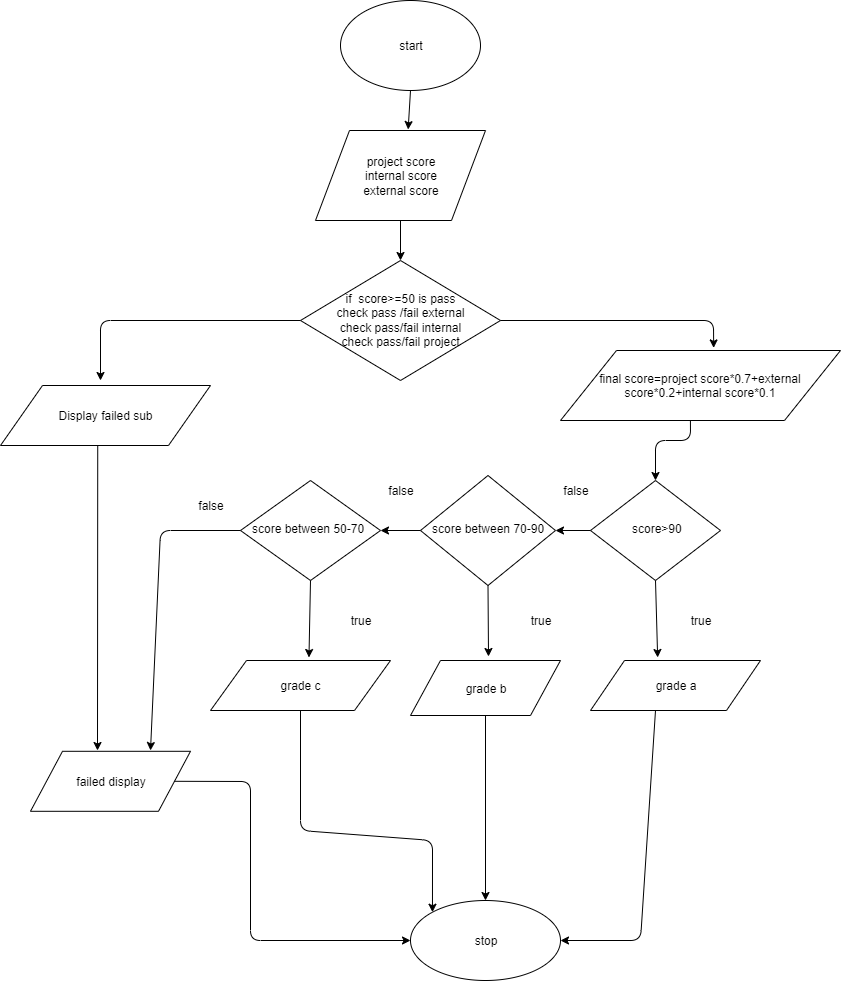 start
project score
internal score
external score
if score>=50 is pass
check pass /fail external
check pass/fail internal
check pass/fail project
final score=project score*0.7+external
score*0.2+internal score*0.1
Display failed sub
false
false
false
score between 50-70
score between 70-90
score>90
true
true
true
grade c
grade b
grade a
failed display
stop